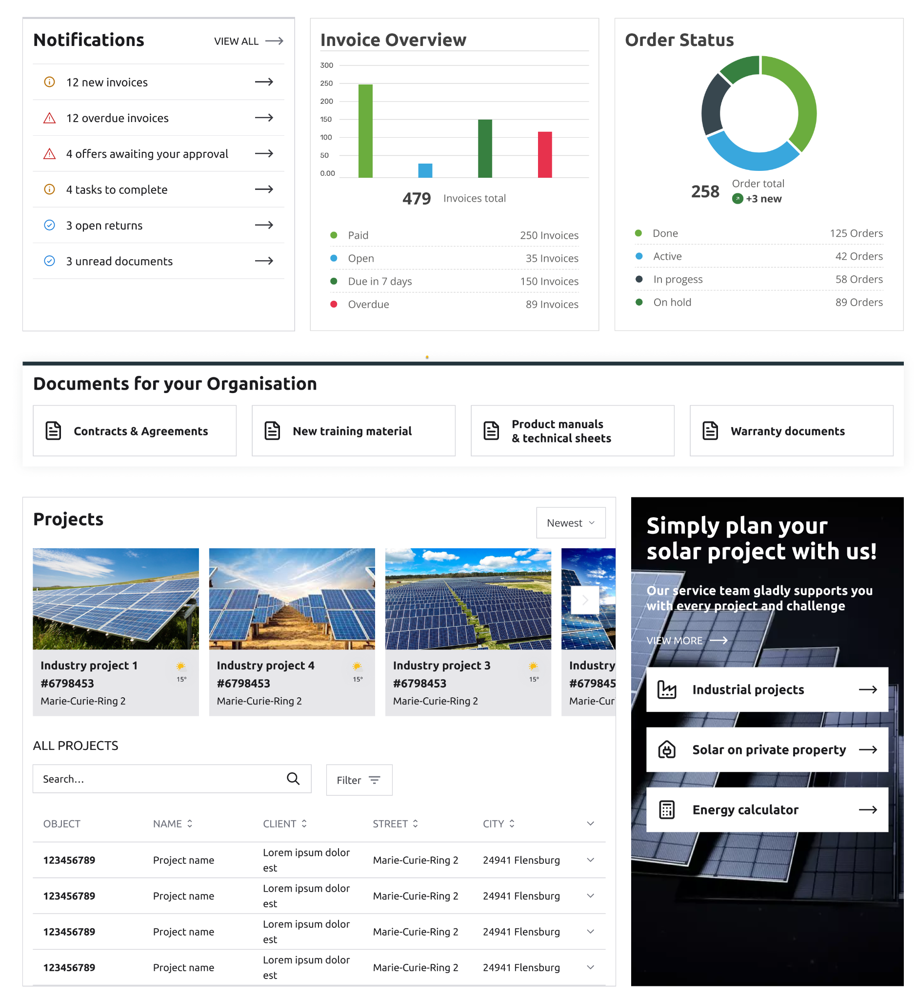 Notifications
VIEW ALL
12 new invoices
12 overdue invoices
4 offers awaiting your approval
4 tasks to complete
3 open returns
3 unread documents
Invoice Overview
300
250
200
150
100
50
0.00
479 Invoices total
Paid 250 Invoices
Open 35 Invoices
Due in 7 days 150 Invoices
Overdue 89 Invoices
Order Status
258 Order total
+3 new
Done 125 Orders
Active 42 Orders
In progess 58 Orders
On hold 89 Orders
Documents for your Organisation
Contracts & Agreements
New training material
Product manuals
& technical sheets
Warranty documents
Projects
Newest
Industry project 1
15°
#6798453
Marie-Curie-Ring 2
Industry project 4
15°
#6798453
Marie-Curie-Ring 2
Industry project 3
15°
#6798453
Marie-Curie-Ring 2
Industry
#679845
Marie-Cur
ALL PROJECTS
Search...
Filter
OBJECT NAME CLIENT STREET CITY
123456789 Project name Lorem ipsum dolor est Marie-Curie-Ring 2 24941 Flensburg
123456789 Project name Lorem ipsum dolor est Marie-Curie-Ring 2 24941 Flensburg
123456789 Project name Lorem ipsum dolor est Marie-Curie-Ring 2 24941 Flensburg
123456789 Project name Lorem ipsum dolor est Marie-Curie-Ring 2 24941 Flensburg
Simply plan your
solar project with us!
Our service team gladly supports you
with every project and challenge
VIEW MORE
Industrial projects
Solar on private property
Energy calculator